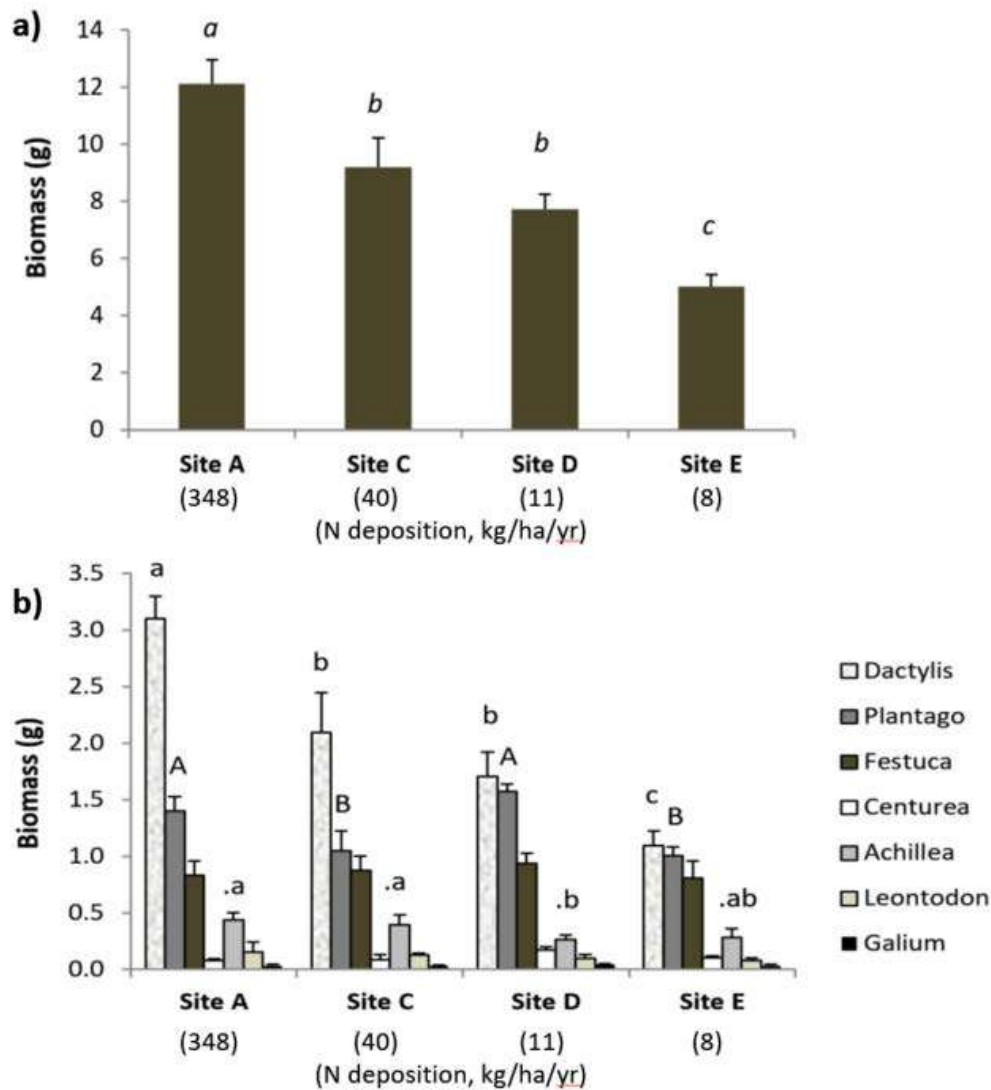 a)
14
12
10
8
6
4
2
0
Biomass (g)
a
b
b
c
Site A Site C Site D Site E
(348) (40) (11) (8)
(N deposition, kg/ha/yr)
b)
3.5
3.0
2.5
2.0
1.5
1.0
0.5
0.0
Biomass (g)
a
A
.a
b
B
.a
b
A
.b
c
B
.ab
Dactylis
Plantago
Festuca
Centurea
Achillea
Leontodon
Galium
Site A Site C Site D Site E
(348) (40) (11) (8)
(N deposition, kg/ha/yr)